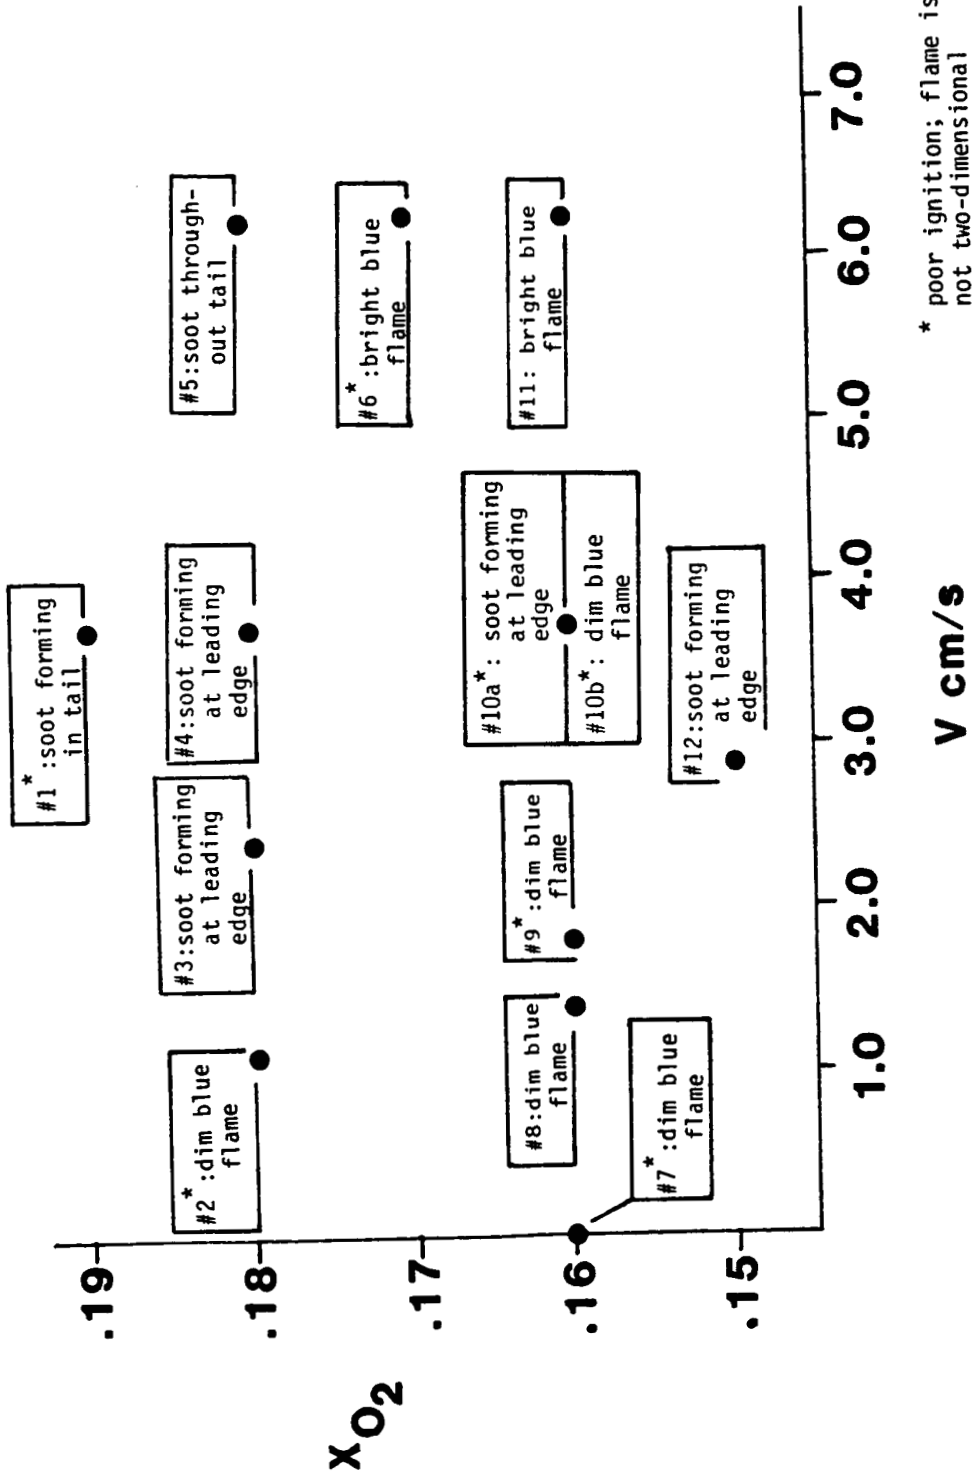 #1* :soot forming
in tail
#2* :dim blue
flame
#3:soot forming
at leading
edge
#4:soot forming
at leading
edge
#5:soot through-
out tail
#6* :bright blue
flame
#7* :dim blue
flame
#8:dim blue
flame
#9* :dim blue
flame
#10a*: soot forming
at leading
edge
#10b*: dim blue
flame
#11: bright blue
flame
#12:soot forming
at leading
edge
.19
.18
.17
.16
.15
XO2
1.0
2.0
3.0
4.0
5.0
6.0
7.0
V cm/s
* poor ignition; flame is
not two-dimensional